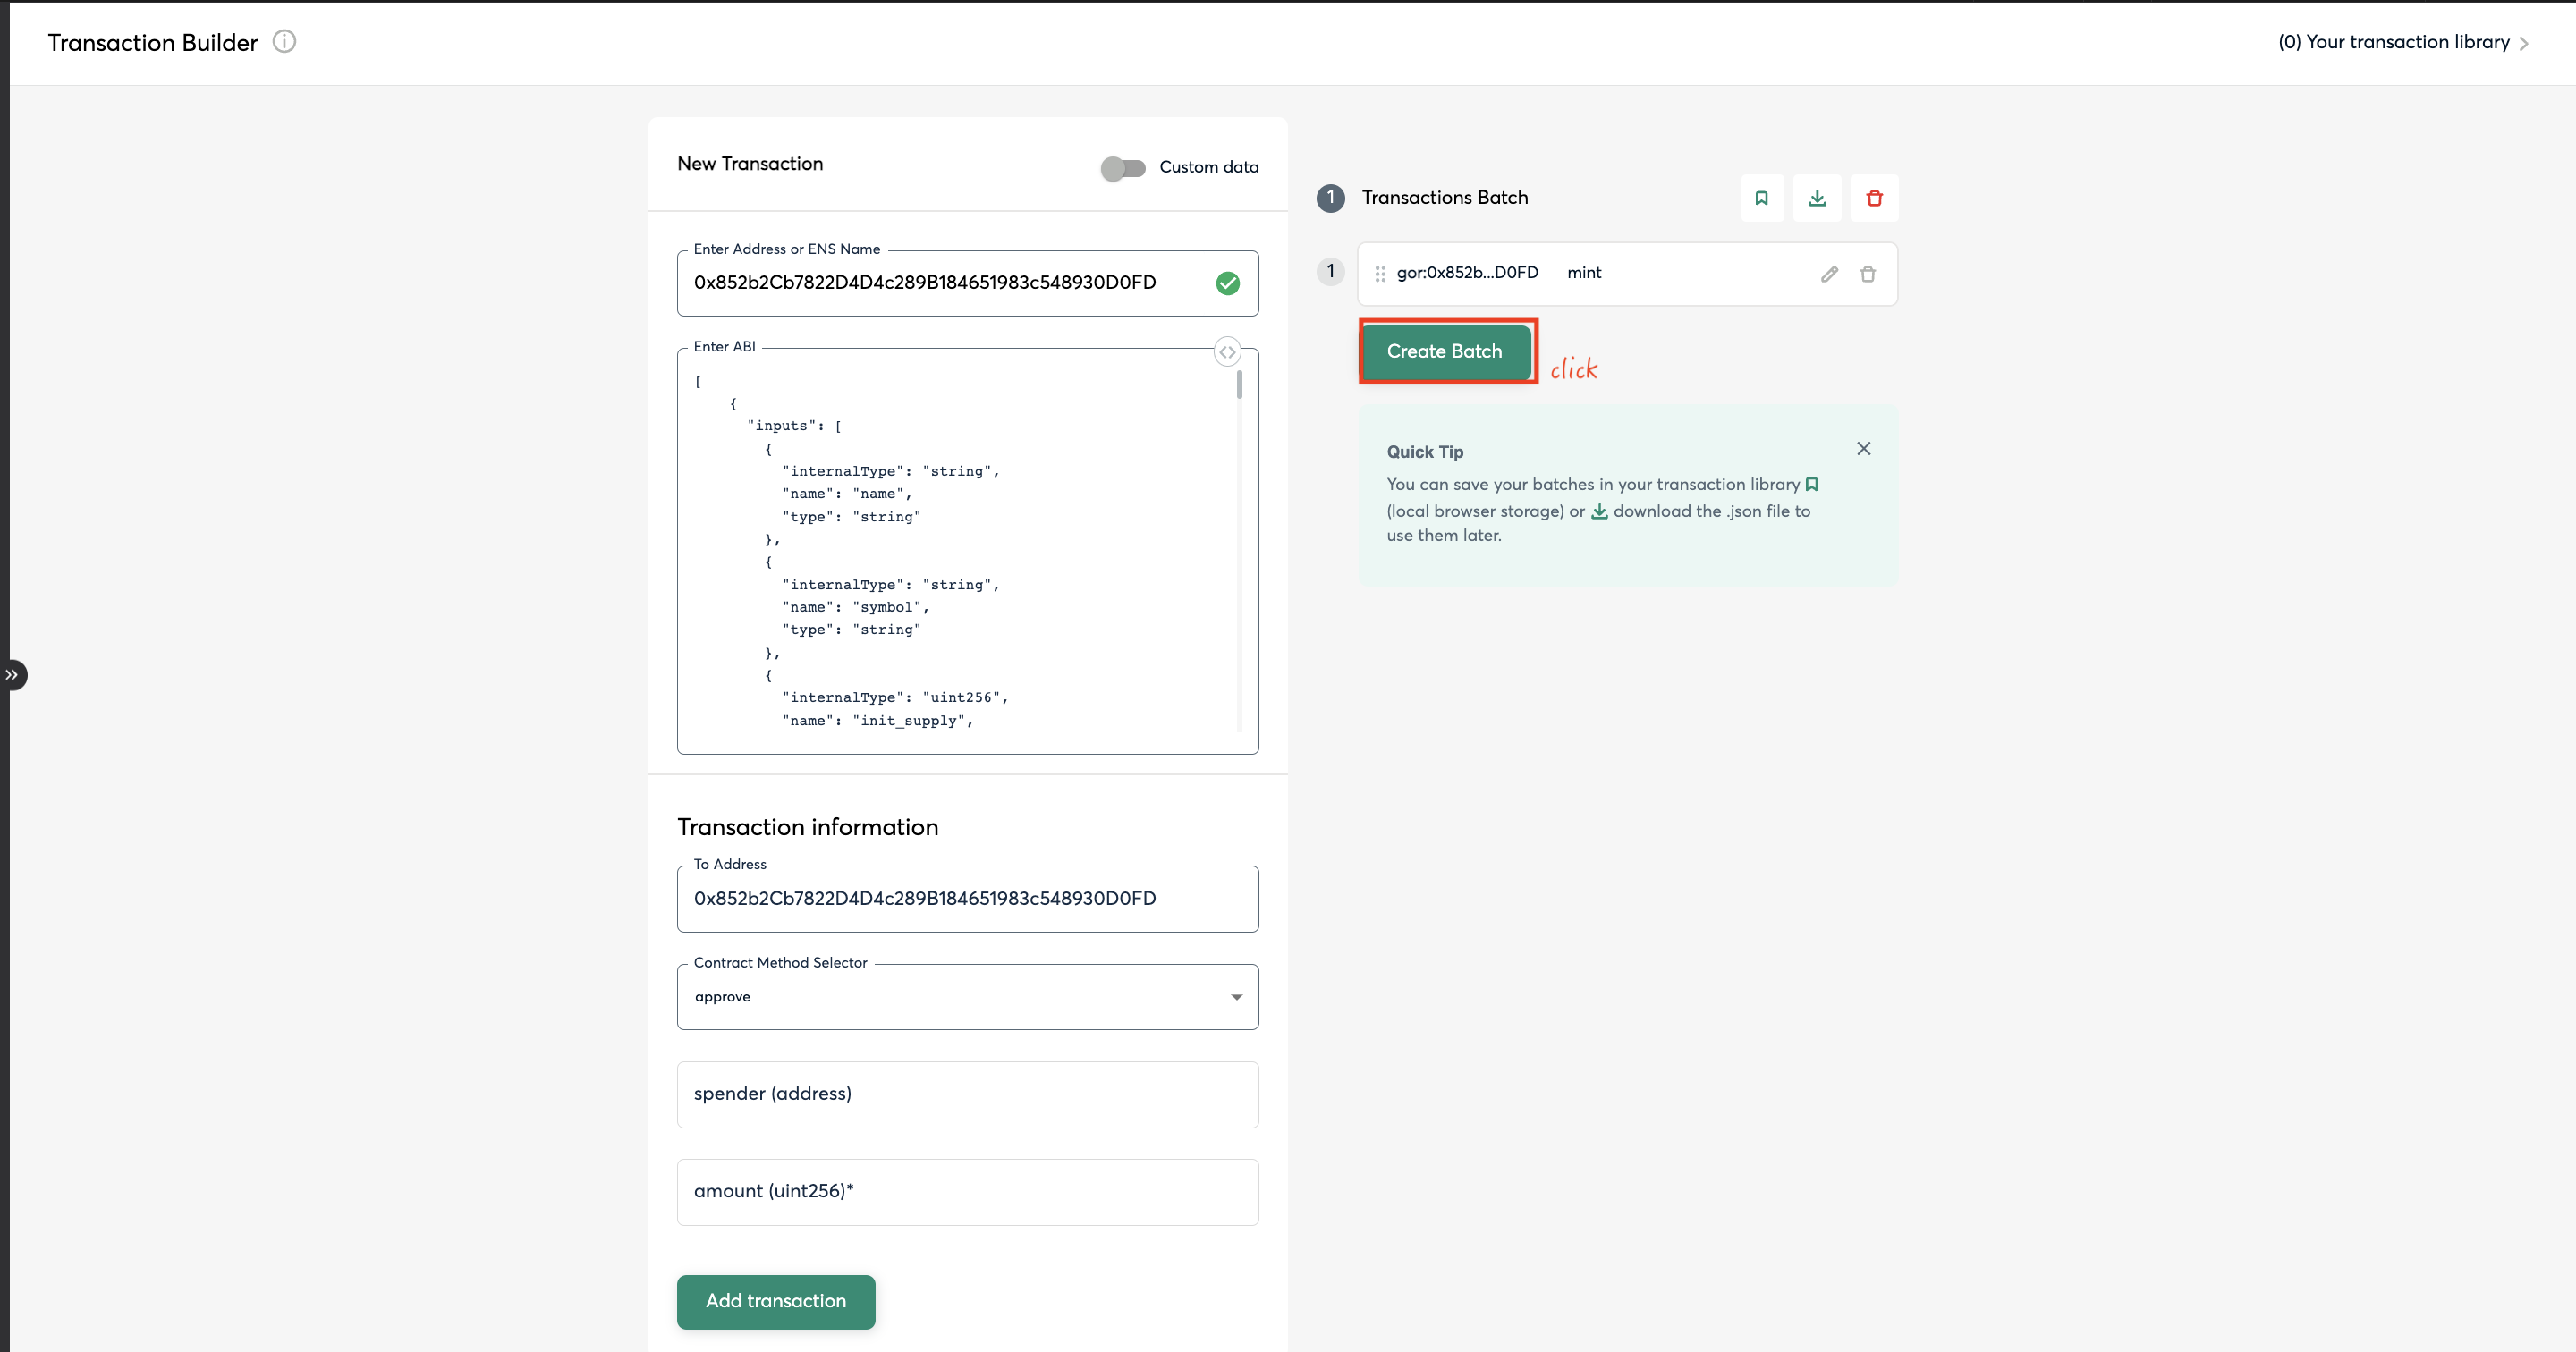 Transaction Builder
(0) Your transaction library
New Transaction
Custom data
Enter Address or ENS Name
0x852b2Cb7822D4D4c289B184651983c548930D0FD
Enter ABI
[
{
"inputs": [
{
"internalType": "string",
"name": "name",
"type": "string"
},
{
"internalType": "string",
"name": "symbol",
"type": "string"
},
{
"internalType": "uint256",
"name": "init_supply",
Transaction information
To Address
0x852b2Cb7822D4D4c289B184651983c548930D0FD
Contract Method Selector
approve
spender (address)
amount (uint256)*
Add transaction
1 Transactions Batch
1 gor:0x852b...D0FD mint
Create Batch
click
Quick Tip
You can save your batches in your transaction library
(local browser storage) or download the .json file to
use them later.